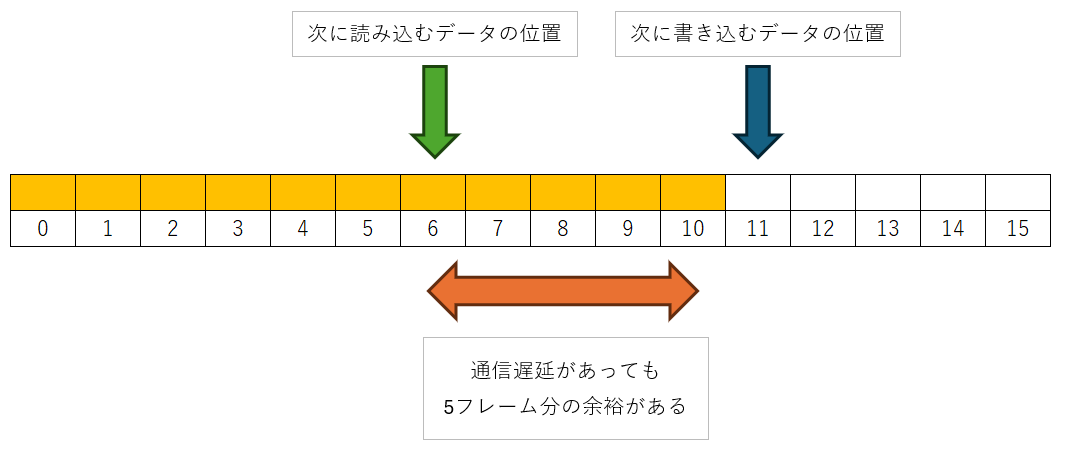 次に読み込むデータの位置
次に書き込むデータの位置
0 1 2 3 4 5 6 7 8 9 10 11 12 13 14 15
通信遅延があっても
5フレーム分の余裕がある